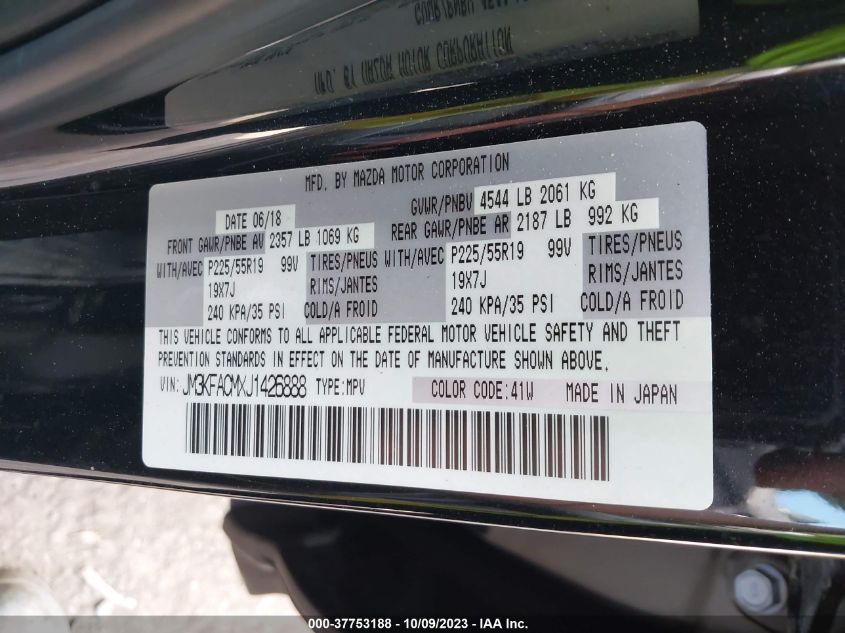 MFD. BY MAZDA MOTOR CORPORATION
DATE 06/18 GVWR/PNBV 4544 LB 2061 KG
FRONT GAWR/PNBE AV 2357 LB 1069 KG REAR GAWR/PNBE AR 2187 LB 992 KG
WITH/AVEC P225/55R19 99V TIRES/PNEUS WITH/AVEC P225/55R19 99V TIRES/PNEUS
19X7J RIMS/JANTES 19X7J RIMS/JANTES
240 KPA/35 PSI COLD/A FROID 240 KPA/35 PSI COLD/A FROID
THIS VEHICLE CONFORMS TO ALL APPLICABLE FEDERAL MOTOR VEHICLE SAFETY AND THEFT
PREVENTION STANDARDS IN EFFECT ON THE DATE OF MANUFACTURE SHOWN ABOVE.
VIN: JM3KFACMXJ1426888 TYPE:MPV COLOR CODE:41W MADE IN JAPAN
000-37753188 - 10/09/2023 - IAA Inc.